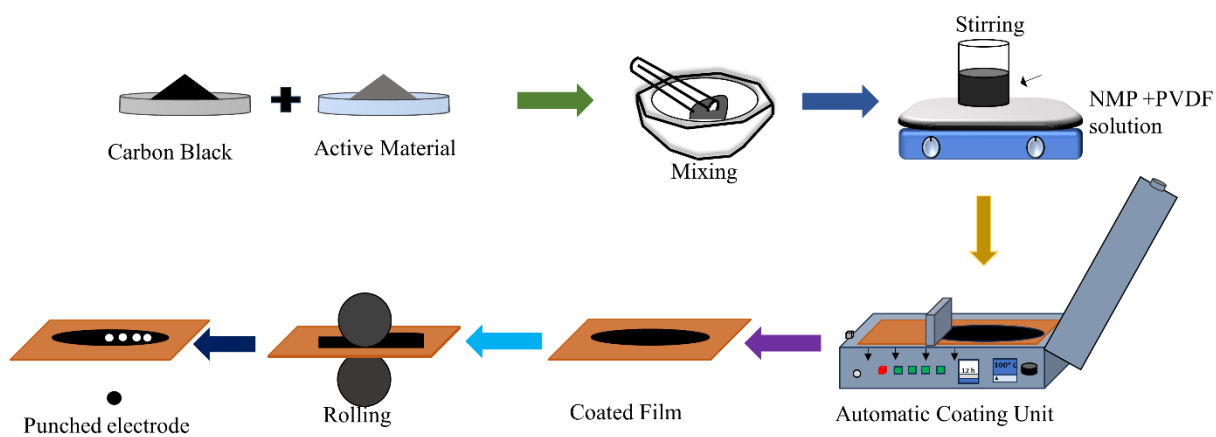 Stirring
NMP +PVDF
solution
Carbon Black
Active Material
Mixing
12 h
100° C
Punched electrode
Rolling
Coated Film
Automatic Coating Unit